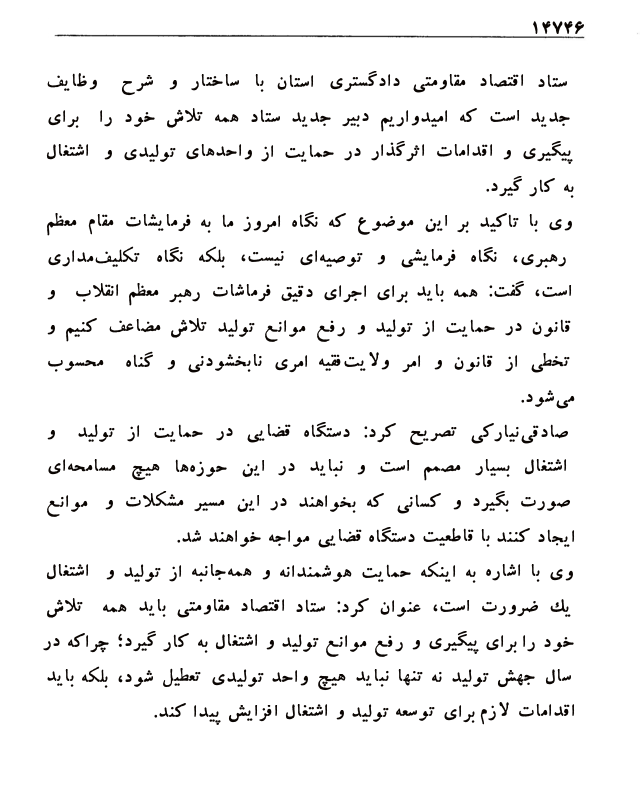 ۱۴۷۴۶
ستاد اقتصاد مقاومتی دادگستری استان با ساختار و شرح وظایف
جدید است که امیدواریم دبیر جدید ستاد همه تلاش خود را برای
پیگیری و اقدامات اثرگذار در حمایت از واحدهای تولیدی و اشتغال
به کار گیرد.
وی با تاکید بر این موضوع که نگاه امروز ما به فرمایشات مقام معظم
رهبری، نگاه فرمایشی و توصیه‌ای نیست، بلکه نگاه تکلیف‌مداری
است، گفت: همه باید برای اجرای دقیق فرماشات رهبر معظم انقلاب و
قانون در حمایت از تولید و رفع موانع تولید تلاش مضاعف کنیم و
تخطی از قانون و امر ولایت‌فقیه امری نابخشودنی و گناه محسوب
می‌شود.
صادقی‌نیارکی تصریح کرد: دستگاه قضایی در حمایت از تولید و
اشتغال بسیار مصمم است و نباید در این حوزه‌ها هیچ مسامحه‌ای
صورت بگیرد و کسانی که بخواهند در این مسیر مشکلات و موانع
ایجاد کنند با قاطعیت دستگاه قضایی مواجه خواهند شد.
وی با اشاره به اینکه حمایت هوشمندانه و همه‌جانبه از تولید و اشتغال
یك ضرورت است، عنوان کرد: ستاد اقتصاد مقاومتی باید همه تلاش
خود را برای پیگیری و رفع موانع تولید و اشتغال به کار گیرد؛ چراکه در
سال جهش تولید نه تنها نباید هیچ واحد تولیدی تعطیل شود، بلکه باید
اقدامات لازم برای توسعه تولید و اشتغال افزایش پیدا کند.